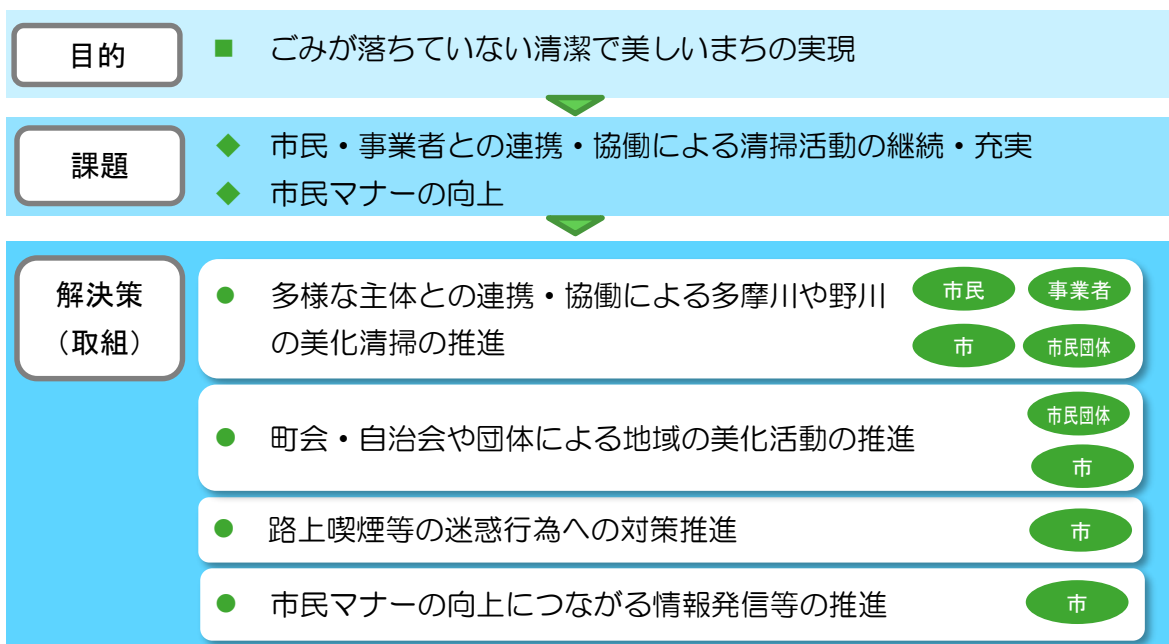 目的
■ ごみが落ちていない清潔で美しいまちの実現
課題
◆ 市民・事業者との連携・協働による清掃活動の継続・充実
◆ 市民マナーの向上
解決策
（取組）
● 多様な主体との連携・協働による多摩川や野川
の美化清掃の推進
市民 事業者
市 市民団体
● 町会・自治会や団体による地域の美化活動の推進
市民団体
市
● 路上喫煙等の迷惑行為への対策推進
市
● 市民マナーの向上につながる情報発信等の推進
市